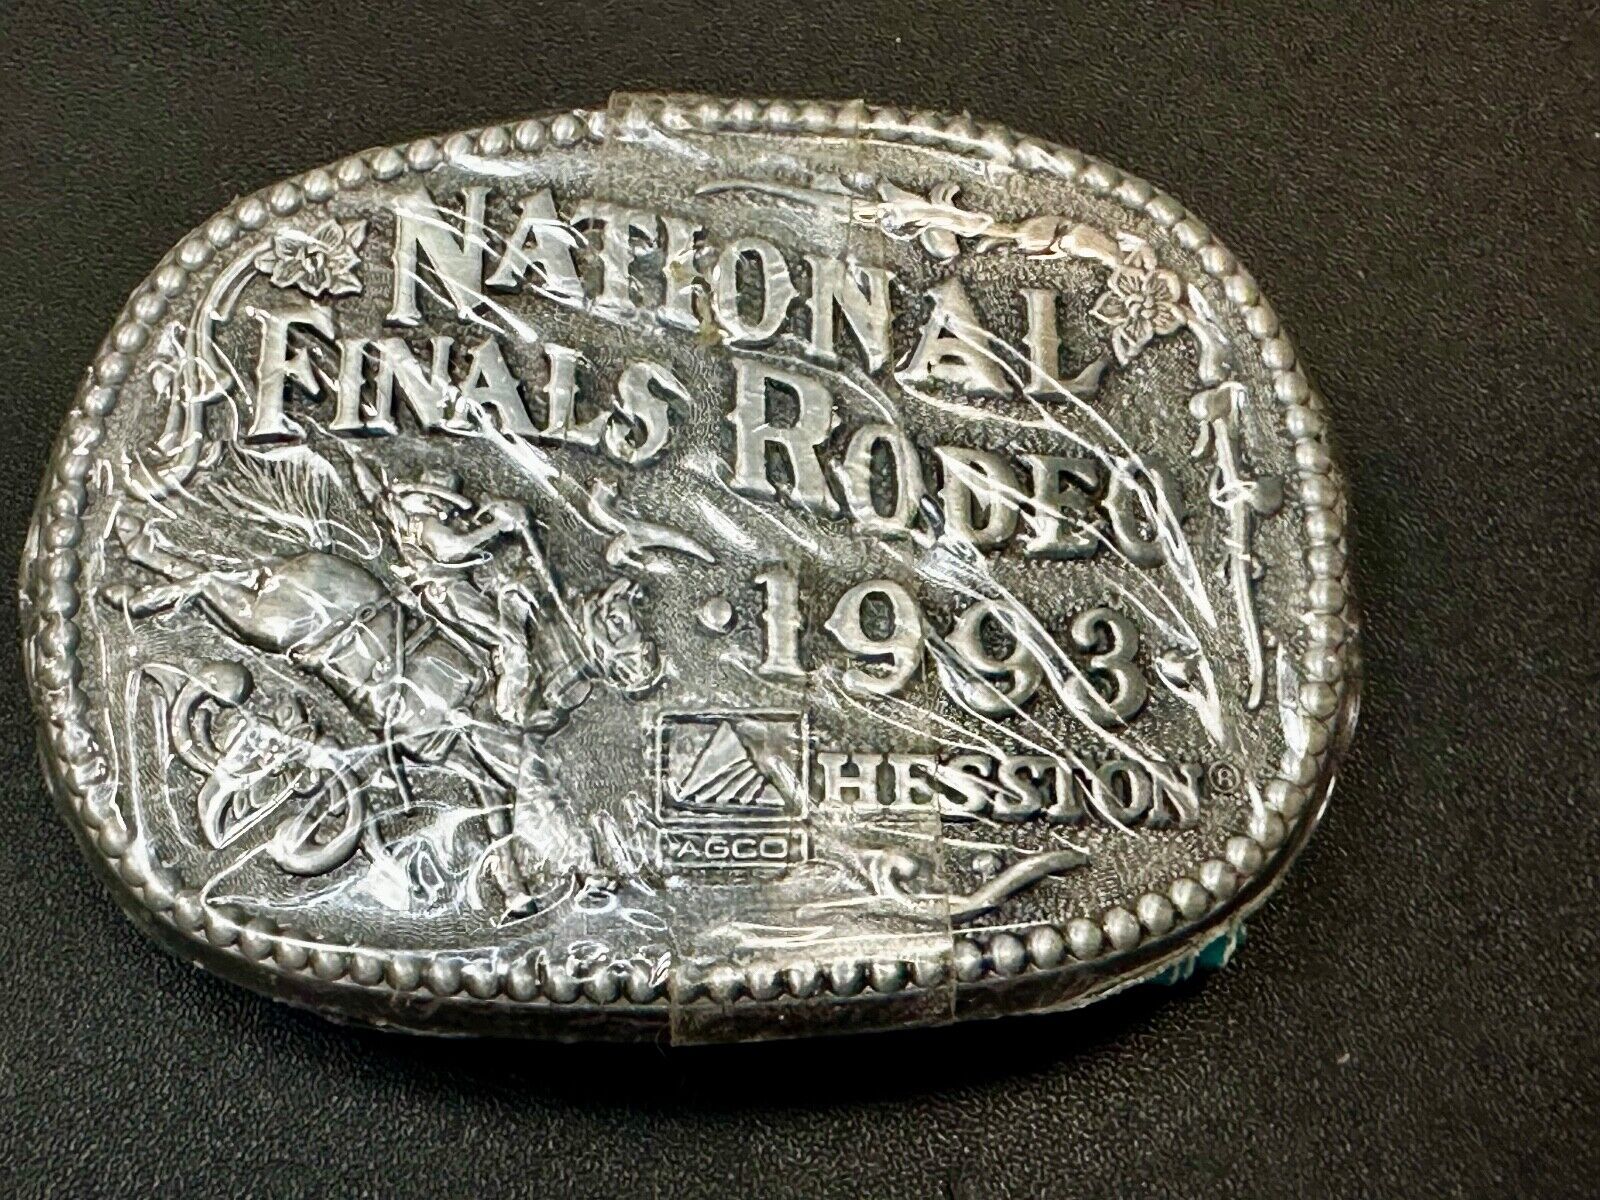 NATIONAL
FINALS RODEO
• 1993 •
HESSTON®
AGCO